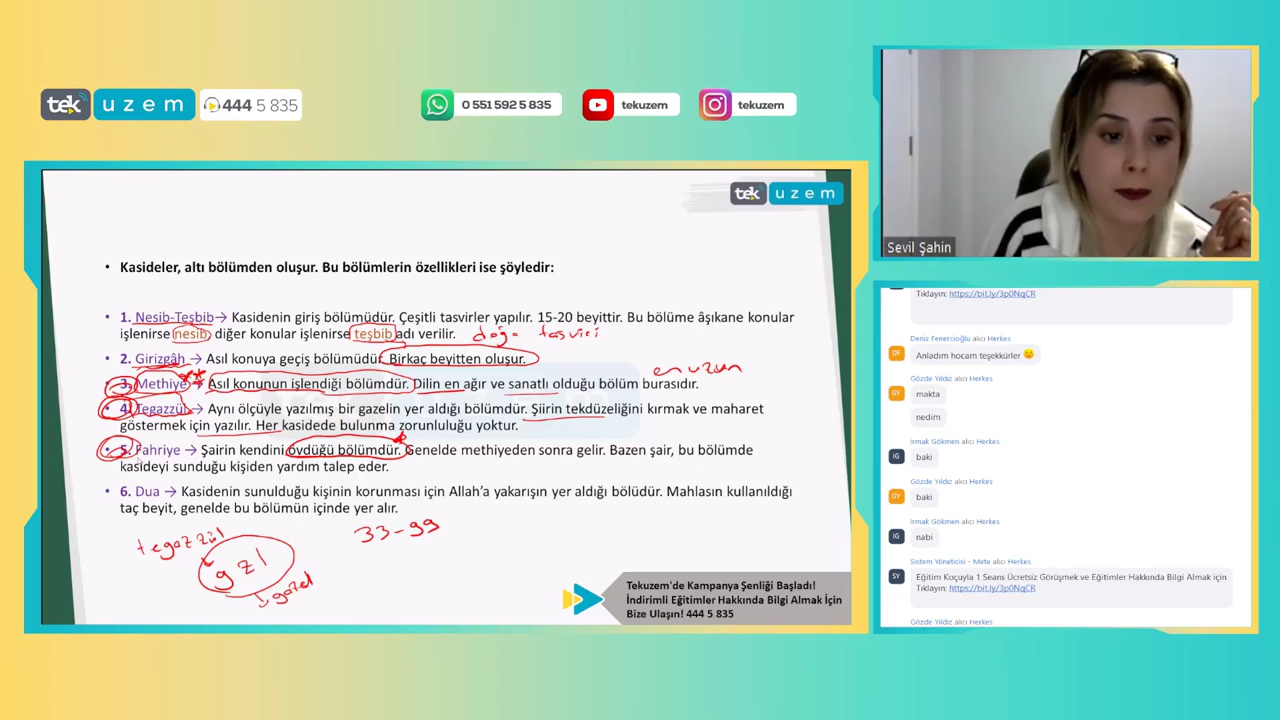 tek uzem 444 5 835
0 551 592 5 835
tekuzem
tekuzem
Sevil Şahin
tek uzem
• Kasideler, altı bölümden oluşur. Bu bölümlerin özellikleri ise şöyledir:
• 1. Nesib-Teşbib→ Kasidenin giriş bölümüdür. Çeşitli tasvirler yapılır. 15-20 beyittir. Bu bölüme âşıkane konular
işlenirse nesib diğer konular işlenirse teşbib adı verilir. doğa tasviri
• 2. Girizgâh → Asıl konuya geçiş bölümüdür. Birkaç beyitten oluşur.
en uzun
• 3. Methiye → Asıl konunun işlendiği bölümdür. Dilin en ağır ve sanatlı olduğu bölüm burasıdır.
• 4. Tegazzül→ Aynı ölçüyle yazılmış bir gazelin yer aldığı bölümdür. Şiirin tekdüzeliğini kırmak ve maharet
göstermek için yazılır. Her kasidede bulunma zorunluluğu yoktur.
• 5. Fahriye → Şairin kendini övdüğü bölümdür. Genelde methiyeden sonra gelir. Bazen şair, bu bölümde
kasideyi sunduğu kişiden yardım talep eder.
• 6. Dua → Kasidenin sunulduğu kişinin korunması için Allah’a yakarışın yer aldığı bölüdür. Mahlasın kullanıldığı
taç beyit, genelde bu bölümün içinde yer alır.
33-99
tegazzül
g z l
gazel
Tekuzem'de Kampanya Şenliği Başladı!
İndirimli Eğitimler Hakkında Bilgi Almak İçin
Bize Ulaşın! 444 5 835
Tıklayın: https://bit.ly/3p0NqCR
Deniz Fenercioğlu alıcı Herkes
DF Anladım hocam teşekkürler
Gözde Yıldız alıcı Herkes
GY makta
nedim
Irmak Gökmen alıcı Herkes
IG baki
Gözde Yıldız alıcı Herkes
GY baki
Irmak Gökmen alıcı Herkes
IG nabi
Sistem Yöneticisi - Mete alıcı Herkes
SY Eğitim Koçuyla 1 Seans Ücretsiz Görüşmek ve Eğitimler Hakkında Bilgi Almak için
Tıklayın: https://bit.ly/3p0NqCR
Gözde Yıldız alıcı Herkes